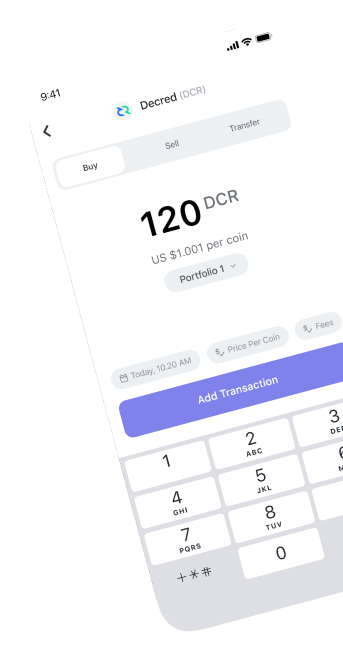 9:41
Decred (DCR)
Buy
Sell
Transfer
120 DCR
US $1.001 per coin
Portfolio 1
Today, 10.20 AM
Price Per Coin
Fees
Add Transaction
1
2
ABC
3
4
GHI
5
JKL
7
PQRS
8
TUV
+*#
0